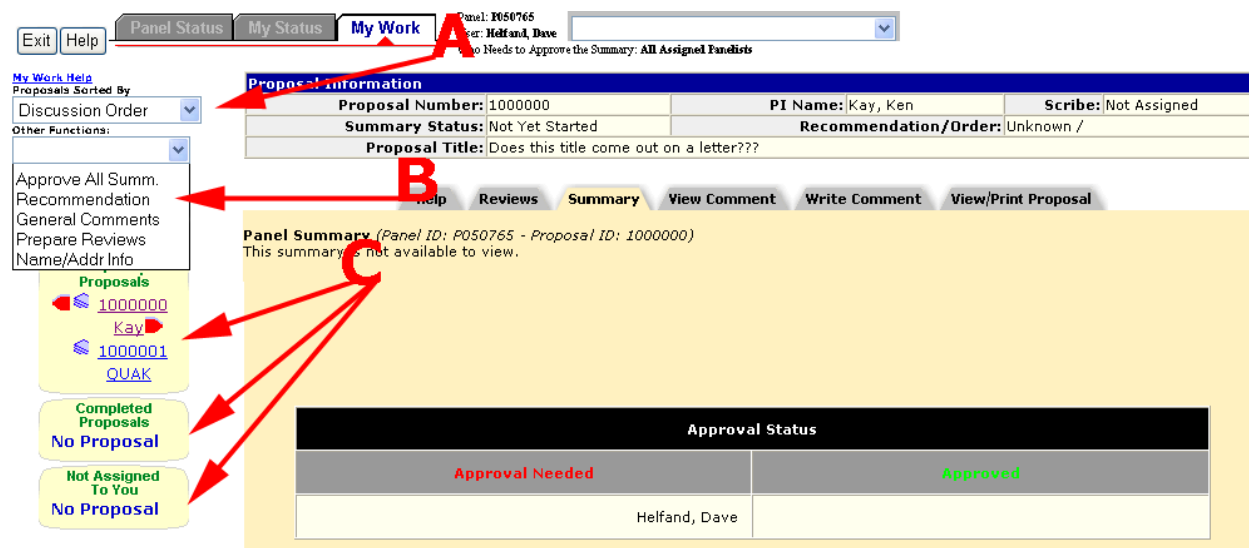 Exit Help Panel Status My Status My Work
Panel: P050765
User: Helfand, Dave
Who Needs to Approve the Summary: All Assigned Panelists
A
My Work Help
Proposals Sorted By
Discussion Order
Other Functions:
Approve All Summ.
Recommendation
General Comments
Prepare Reviews
Name/Addr Info
Proposals
1000000
Kay
1000001
QUAK
Completed
Proposals
No Proposal
Not Assigned
To You
No Proposal
Proposal Information
Proposal Number: 1000000 PI Name: Kay, Ken Scribe: Not Assigned
Summary Status: Not Yet Started Recommendation/Order: Unknown /
Proposal Title: Does this title come out on a letter???
B
Help Reviews Summary View Comment Write Comment View/Print Proposal
Panel Summary (Panel ID: P050765 - Proposal ID: 1000000)
This summary is not available to view.
C
Approval Status
Approval Needed Approved
Helfand, Dave